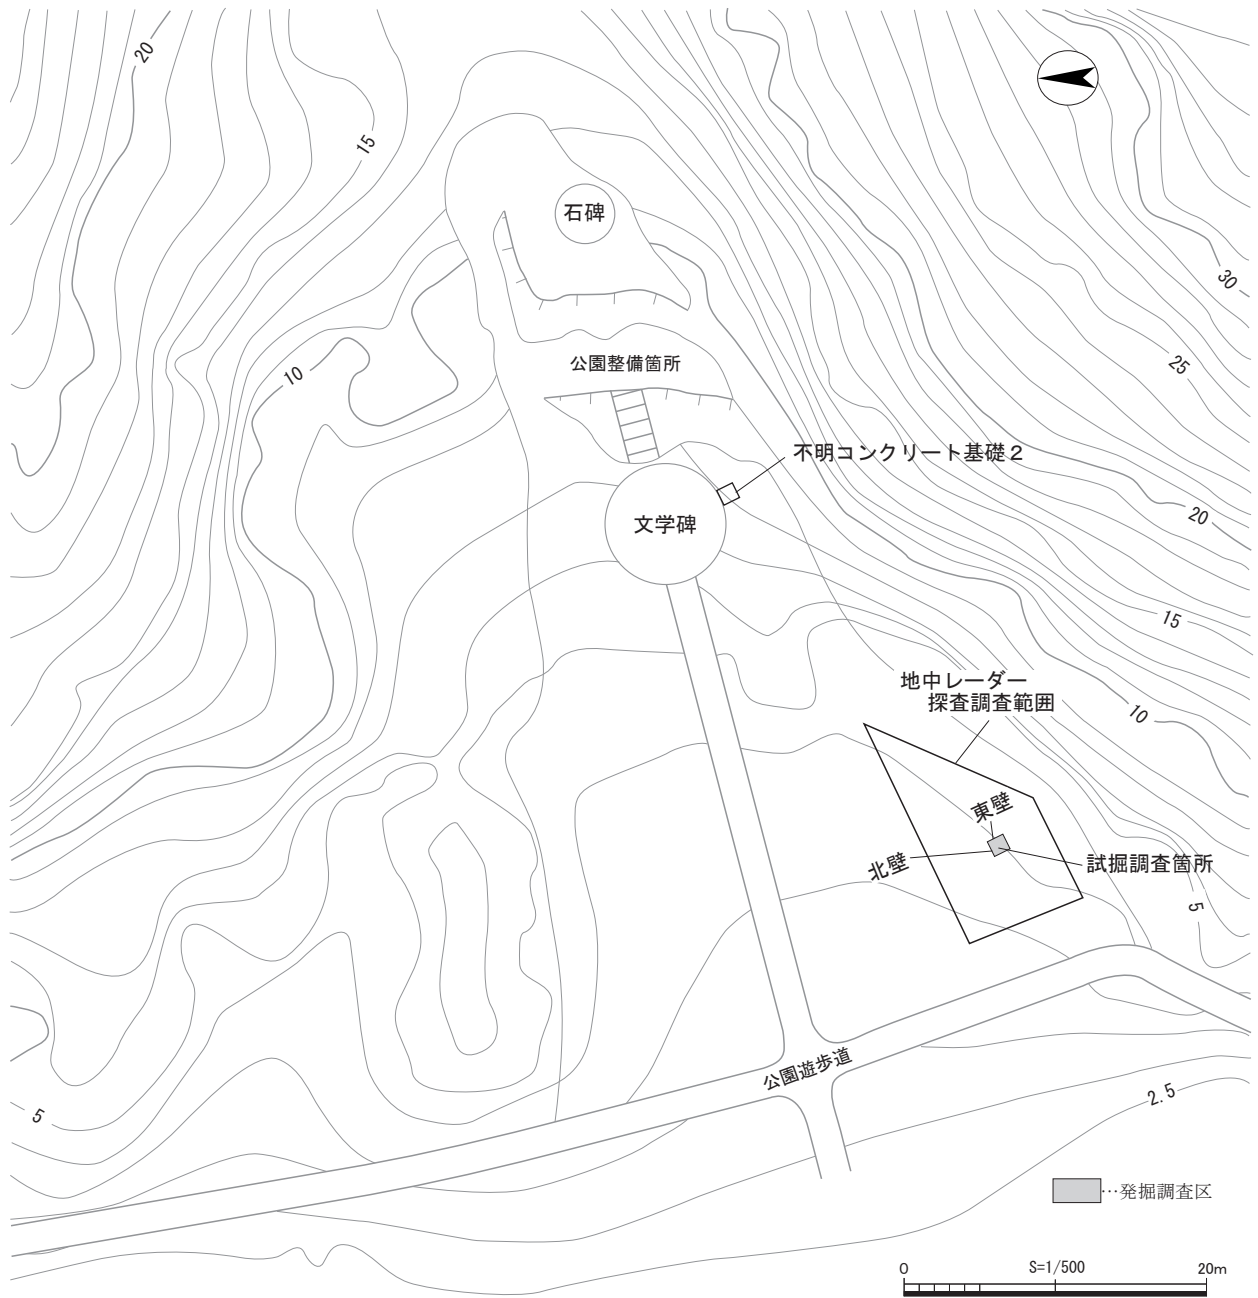 20
15
石碑
30
公園整備箇所
25
10
不明コンクリート基礎2
20
文学碑
15
地中レーダー
探査調査範囲
10
東壁
北壁
試掘調査箇所
5
公園遊歩道
2.5
5
…発掘調査区
0 S=1/500 20m